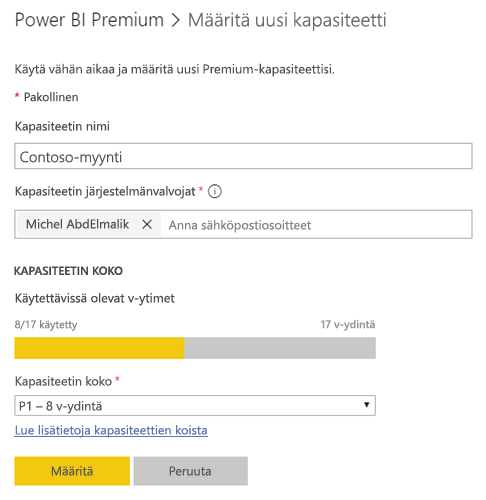 Power BI Premium > Määritä uusi kapasiteetti
Käytä vähän aikaa ja määritä uusi Premium-kapasiteettisi.
* Pakollinen
Kapasiteetin nimi
Contoso-myynti
Kapasiteetin järjestelmänvalvojat * i
Michel AbdElmalik × Anna sähköpostiosoitteet
KAPASITEETIN KOKO
Käytettävissä olevat v-ytimet
8/17 käytetty 17 v-ydintä
Kapasiteetin koko *
P1 – 8 v-ydintä
Lue lisätietoja kapasiteettien koista
Määritä Peruuta